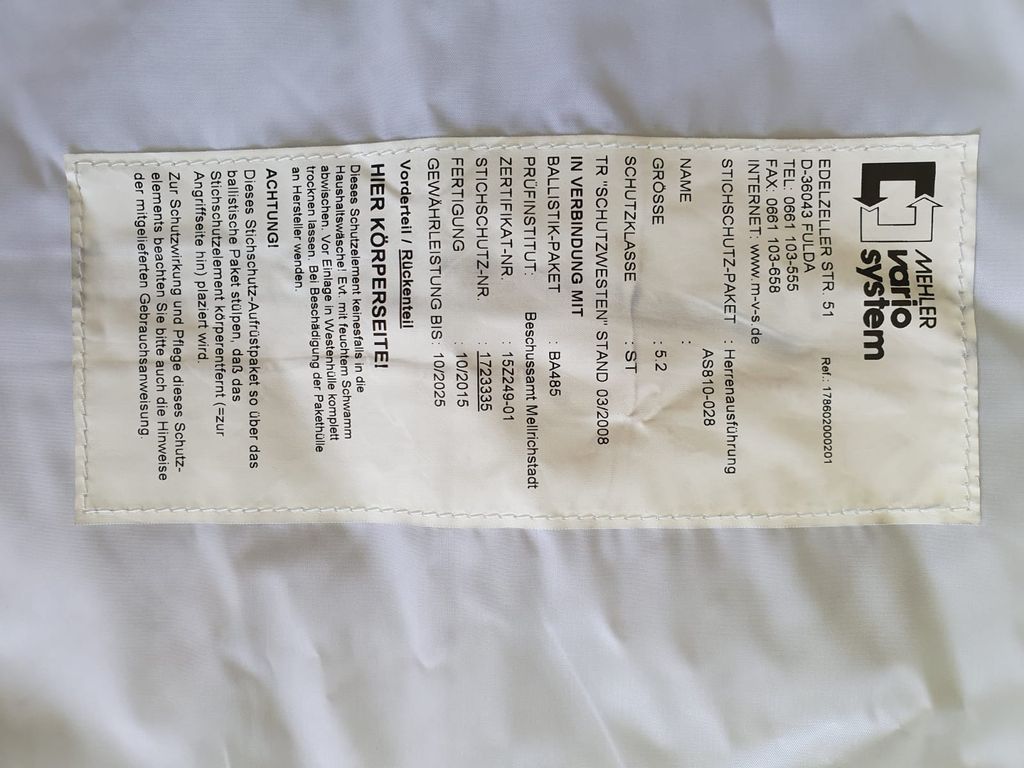 MEHLER
vario
system
EDELZELLER STR. 51 Ref.: 178602000201
D-36043 FULDA
TEL: 0661 103-555
FAX: 0661 103-658
INTERNET: www.m-v-s.de
STICHSCHUTZ-PAKET : Herrenausführung
AS810-028
NAME :
GRÖSSE : 5 2
SCHUTZKLASSE : ST
TR "SCHUTZWESTEN" STAND 03/2008
IN VERBINDUNG MIT
BALLISTIK-PAKET : BA485
PRÜFINSTITUT: Beschussamt Mellrichstadt
ZERTIFIKAT-NR. : 15Z249-01
STICHSCHUTZ-NR. : 1723335
FERTIGUNG : 10/2015
GEWÄHRLEISTUNG BIS : 10/2025
Vorderteil / Rückenteil
HIER KÖRPERSEITE!
Dieses Schutzelement keinesfalls in die
Haushaltswäsche! Evt. mit feuchtem Schwamm
abwischen. Vor Einlage in Westenhülle komplett
trocknen lassen. Bei Beschädigung der Pakethülle
an Hersteller wenden.
ACHTUNG!
Dieses Stichschutz-Aufrüstpaket so über das
ballistische Paket stülpen, daß das
Stichschutzelement körperentfernt (=zur
Angriffseite hin) plaziert wird.
Zur Schutzwirkung und Pflege dieses Schutz-
elements beachten Sie bitte auch die Hinweise
der mitgelieferten Gebrauchsanweisung.